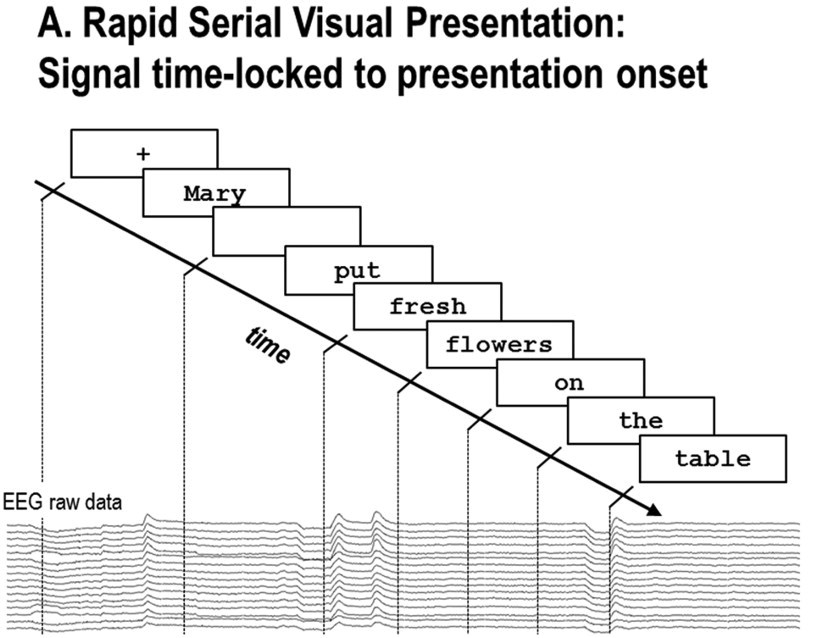 A. Rapid Serial Visual Presentation:
Signal time-locked to presentation onset
+
Mary
put
fresh
flowers
on
the
table
time
EEG raw data